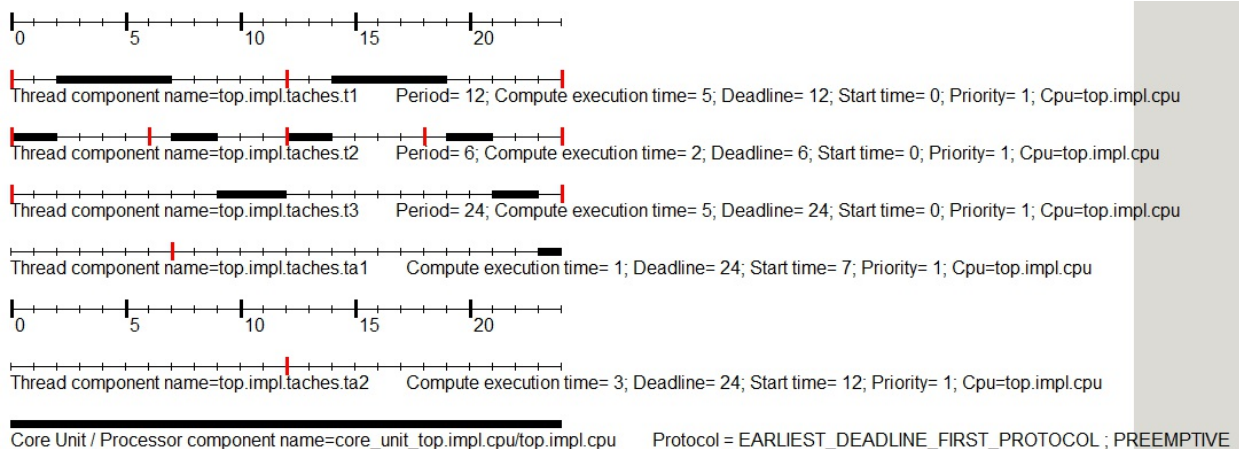 0 5 10 15 20
Thread component name=top.impl.taches.t1 Period= 12; Compute execution time= 5; Deadline= 12; Start time= 0; Priority= 1; Cpu=top.impl.cpu
Thread component name=top.impl.taches.t2 Period= 6; Compute execution time= 2; Deadline= 6; Start time= 0; Priority= 1; Cpu=top.impl.cpu
Thread component name=top.impl.taches.t3 Period= 24; Compute execution time= 5; Deadline= 24; Start time= 0; Priority= 1; Cpu=top.impl.cpu
Thread component name=top.impl.taches.ta1 Compute execution time= 1; Deadline= 24; Start time= 7; Priority= 1; Cpu=top.impl.cpu
0 5 10 15 20
Thread component name=top.impl.taches.ta2 Compute execution time= 3; Deadline= 24; Start time= 12; Priority= 1; Cpu=top.impl.cpu
Core Unit / Processor component name=core_unit_top.impl.cpu/top.impl.cpu Protocol = EARLIEST_DEADLINE_FIRST_PROTOCOL ; PREEMPTIVE